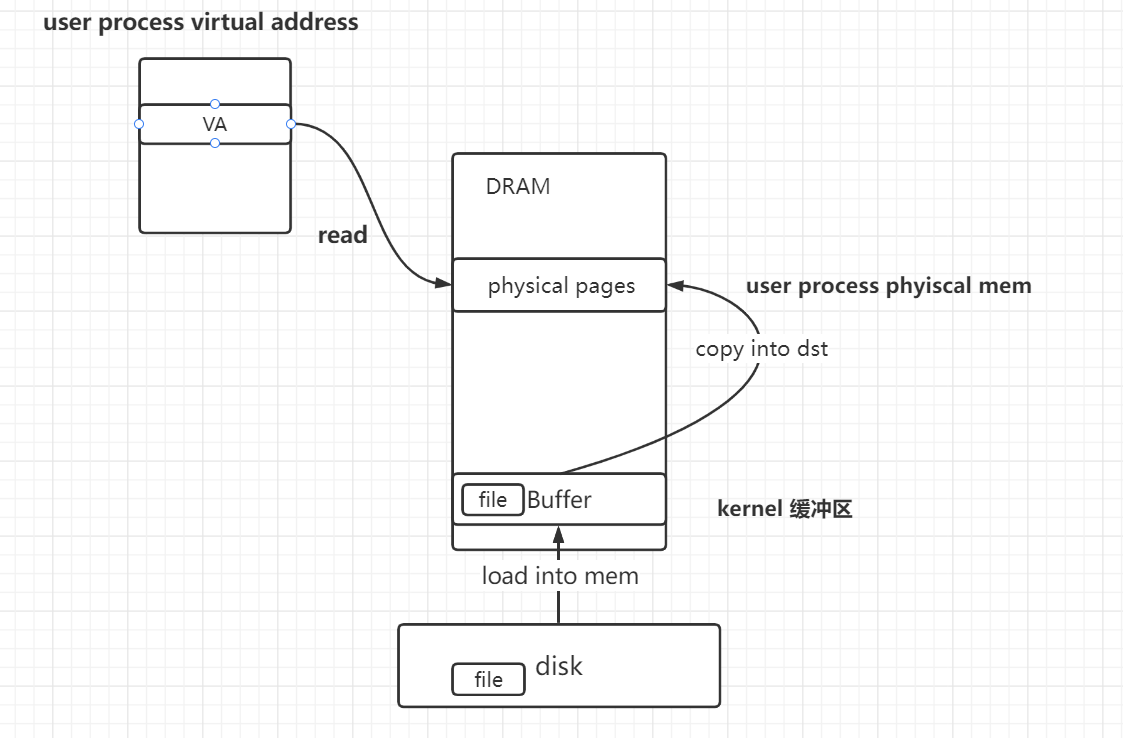 user process virtual address
VA
DRAM
read
physical pages
user process phyiscal mem
copy into dst
file
Buffer
kernel 缓冲区
load into mem
disk
file